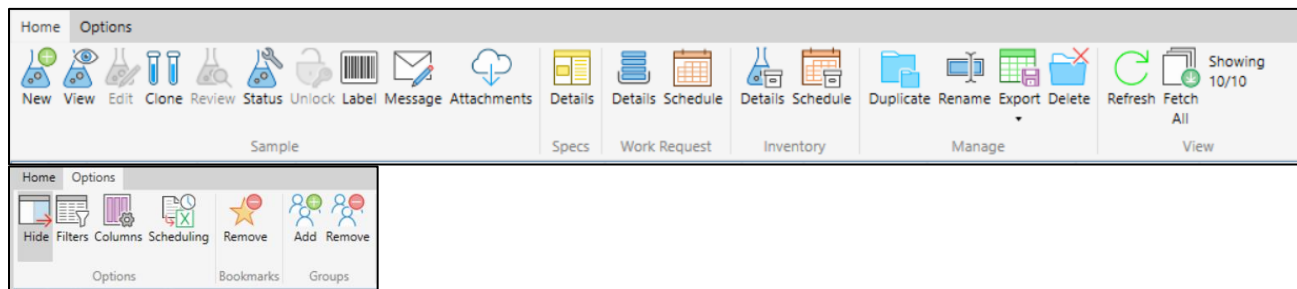 Home Options
New View Edit Clone Review Status Unlock Label Message Attachments Details Details Schedule Details Schedule Duplicate Rename Export Delete Refresh Fetch All Showing 10/10
Sample Specs Work Request Inventory Manage View
Home Options
Hide Filters Columns Scheduling Remove Add Remove
Options Bookmarks Groups